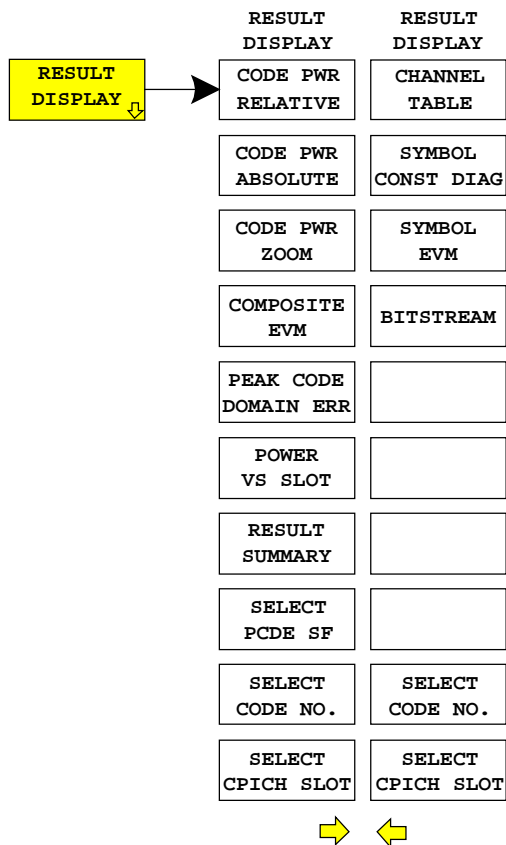 RESULT
DISPLAY
RESULT
DISPLAY
RESULT
DISPLAY
CODE PWR
RELATIVE
CHANNEL
TABLE
CODE PWR
ABSOLUTE
SYMBOL
CONST DIAG
CODE PWR
ZOOM
SYMBOL
EVM
COMPOSITE
EVM
BITSTREAM
PEAK CODE
DOMAIN ERR
POWER
VS SLOT
RESULT
SUMMARY
SELECT
PCDE SF
SELECT
CODE NO.
SELECT
CODE NO.
SELECT
CPICH SLOT
SELECT
CPICH SLOT